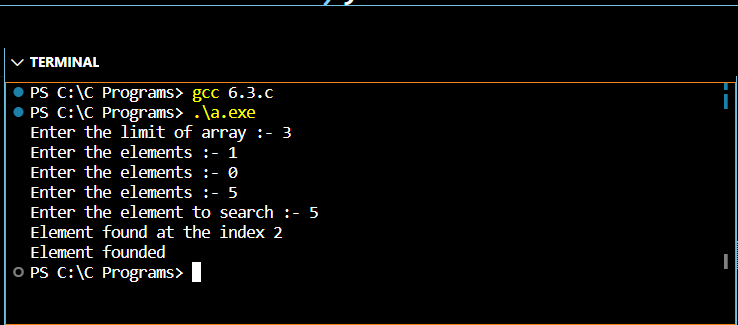 TERMINAL
PS C:\C Programs> gcc 6.3.c
PS C:\C Programs> .\a.exe
Enter the limit of array :- 3
Enter the elements :- 1
Enter the elements :- 0
Enter the elements :- 5
Enter the element to search :- 5
Element found at the index 2
Element founded
PS C:\C Programs>